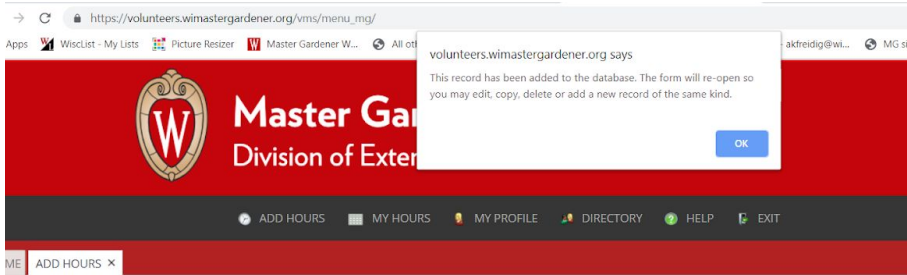 https://volunteers.wimastergardener.org/vms/menu_mg/
Apps WiscList - My Lists Picture Resizer Master Gardener W... All ot akfreidig@wi... MG si
volunteers.wimastergardener.org says
This record has been added to the database. The form will re-open so
you may edit, copy, delete or add a new record of the same kind.
OK
W
Master Gar
Division of Exter
ADD HOURS MY HOURS MY PROFILE DIRECTORY HELP EXIT
ME ADD HOURS ×